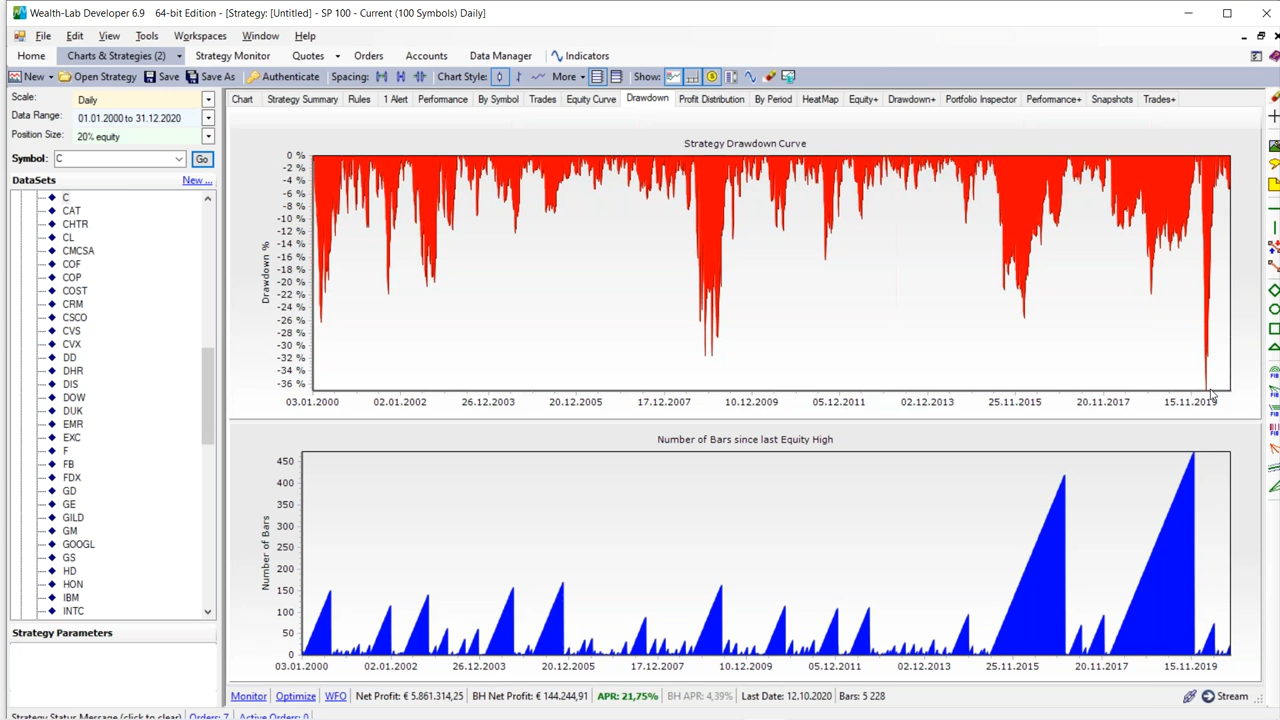 Wealth-Lab Developer 6.9 64-bit Edition - [Strategy: [Untitled] - SP 100 - Current (100 Symbols) Daily]
File Edit View Tools Workspaces Window Help
Home Charts & Strategies (2) Strategy Monitor Quotes Orders Accounts Data Manager Indicators
New Open Strategy Save Save As Authenticate Spacing: Chart Style: More Show:
Scale: Daily
Data Range: 01.01.2000 to 31.12.2020
Position Size: 20% equity
Symbol: C Go
DataSets New ...
C
CAT
CHTR
CL
CMCSA
COF
COP
COST
CRM
CSCO
CVS
CVX
DD
DHR
DIS
DOW
DUK
EMR
EXC
F
FB
FDX
GD
GE
GILD
GM
GOOGL
GS
HD
HON
IBM
INTC
Strategy Parameters
Strategy Status Message (click to clear) Orders: 7 Active Orders: 0
Chart Strategy Summary Rules 1 Alert Performance By Symbol Trades Equity Curve Drawdown Profit Distribution By Period HeatMap Equity+ Drawdown+ Portfolio Inspector Performance+ Snapshots Trades+
Strategy Drawdown Curve
Drawdown %
0 %
-2 %
-4 %
-6 %
-8 %
-10 %
-12 %
-14 %
-16 %
-18 %
-20 %
-22 %
-24 %
-26 %
-28 %
-30 %
-32 %
-34 %
-36 %
03.01.2000 02.01.2002 26.12.2003 20.12.2005 17.12.2007 10.12.2009 05.12.2011 02.12.2013 25.11.2015 20.11.2017 15.11.2019
Number of Bars since last Equity High
Number of Bars
450
400
350
300
250
200
150
100
50
0
03.01.2000 02.01.2002 26.12.2003 20.12.2005 17.12.2007 10.12.2009 05.12.2011 02.12.2013 25.11.2015 20.11.2017 15.11.2019
Monitor Optimize WFO Net Profit: € 5.861.314,25 BH Net Profit: € 144.244,91 APR: 21,75% BH APR: 4,39% Last Date: 12.10.2020 Bars: 5 228 Stream